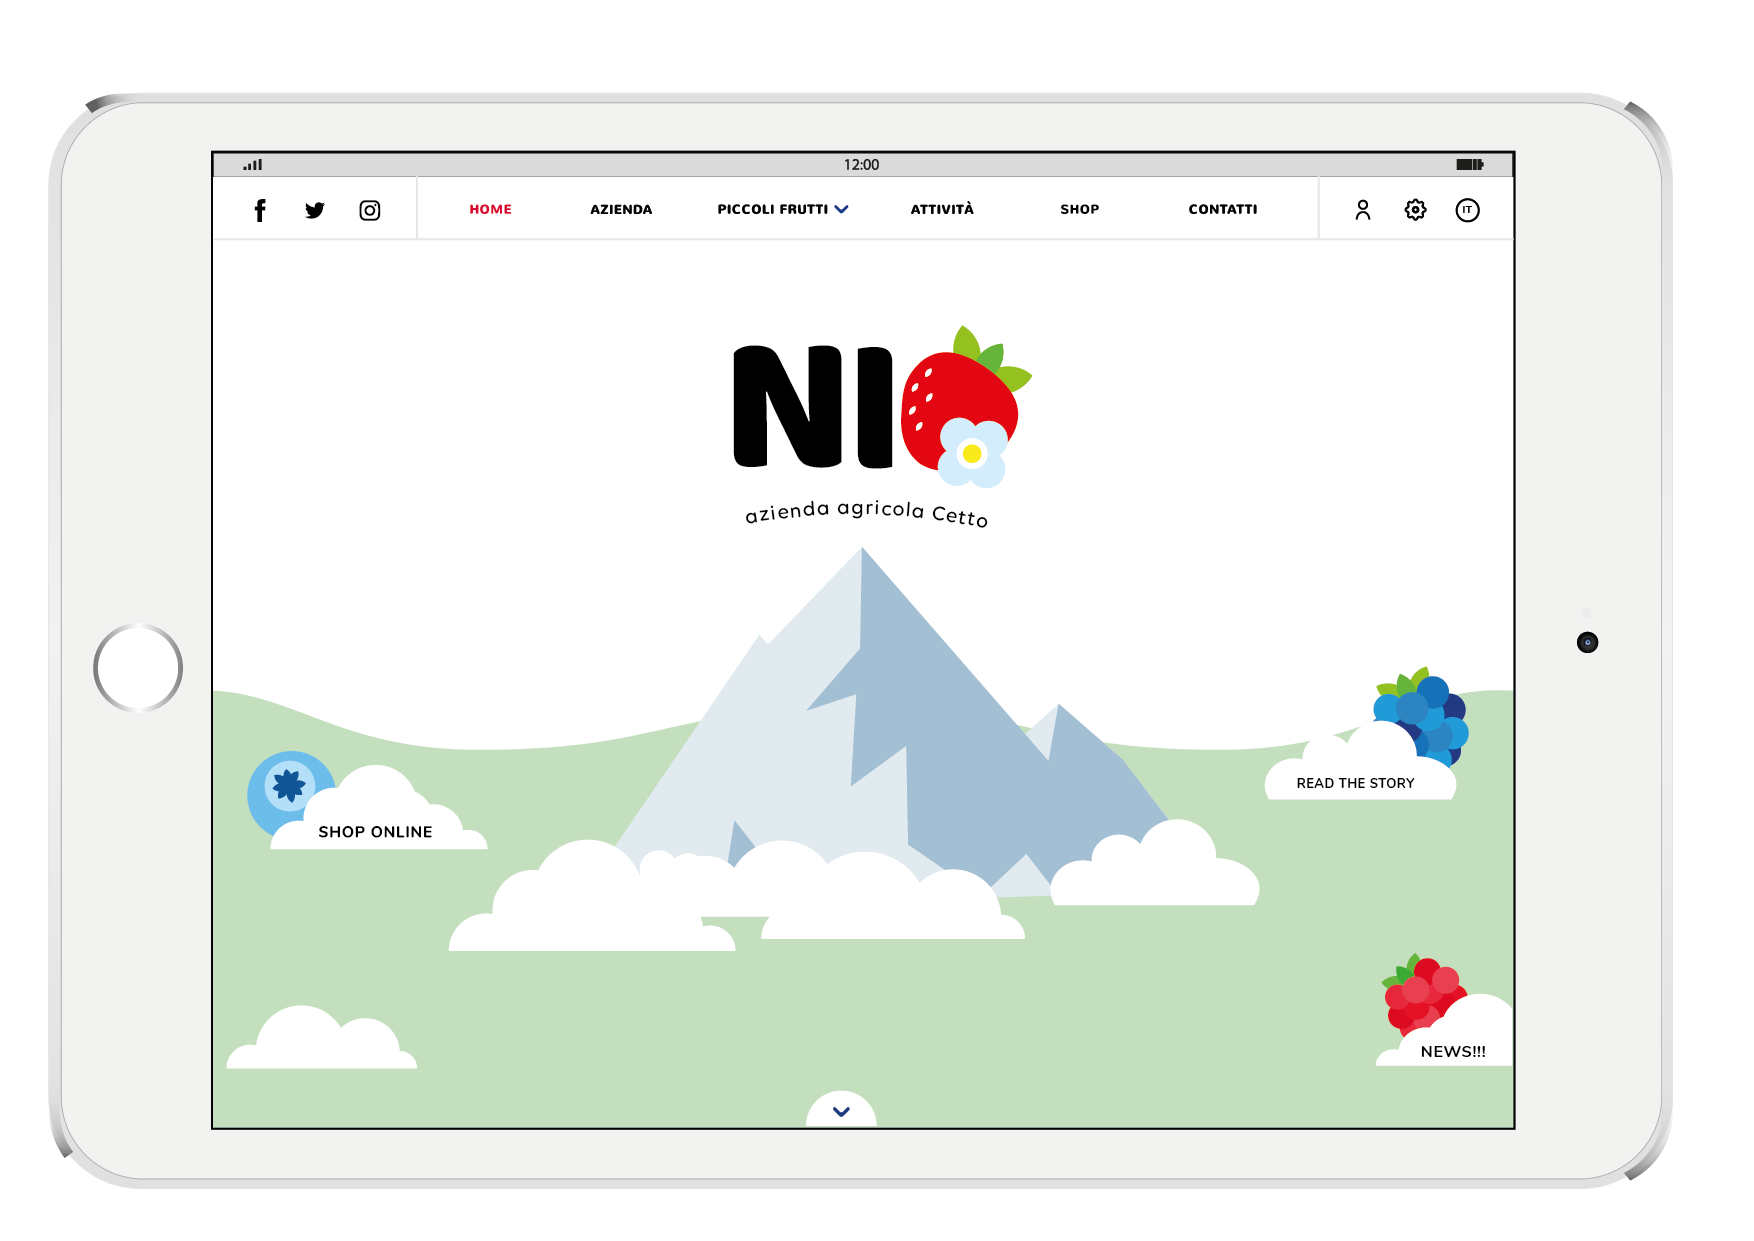 12:00
HOME AZIENDA PICCOLI FRUTTI ATTIVITÀ SHOP CONTATTI IT
NIO
azienda agricola Cetto
READ THE STORY
SHOP ONLINE
NEWS!!!